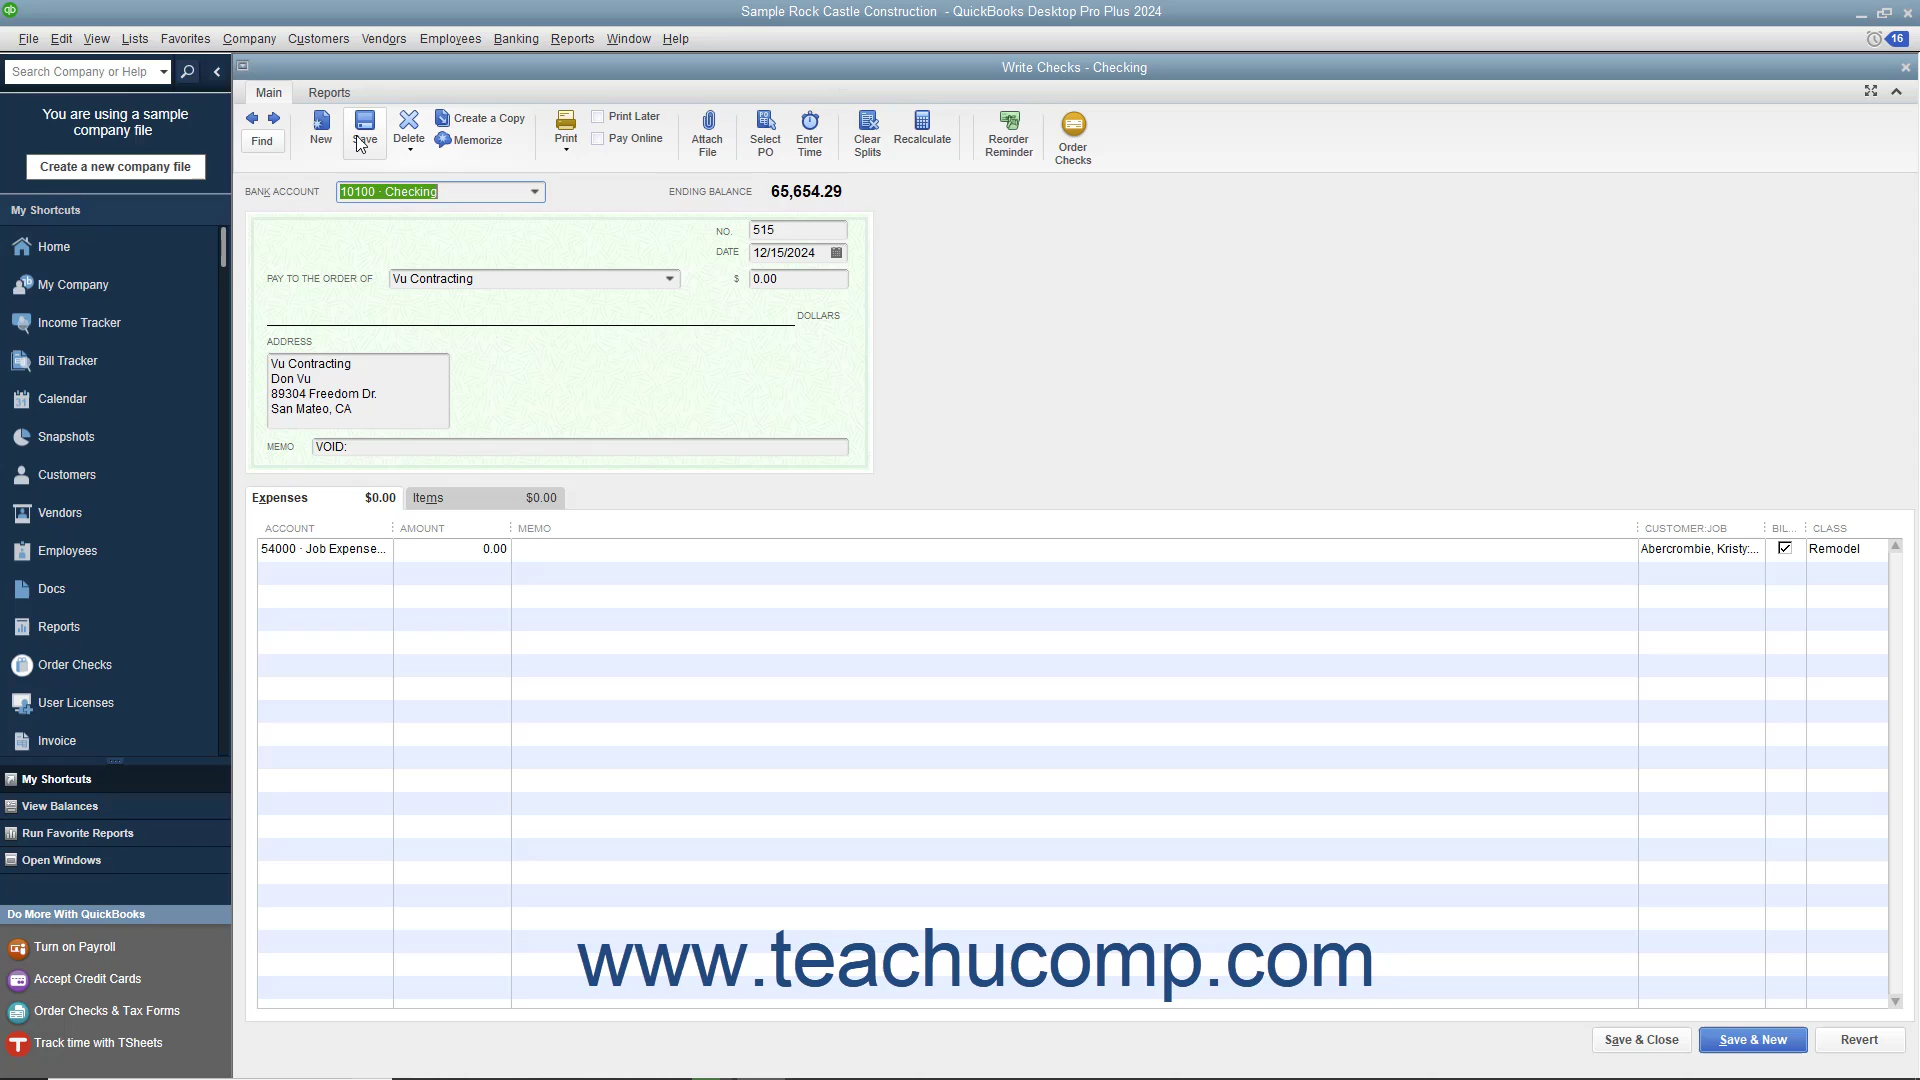 qb
Sample Rock Castle Construction - QuickBooks Desktop Pro Plus 2024
File Edit View Lists Favorites Company Customers Vendors Employees Banking Reports Window Help
16
Search Company or Help
Write Checks - Checking
Main Reports
You are using a sample
company file
Create a new company file
Find
New
Save
Delete
Create a Copy
Memorize
Print
Print Later
Pay Online
Attach
File
Select
PO
Enter
Time
Clear
Splits
Recalculate
Reorder
Reminder
Order
Checks
BANK ACCOUNT 10100 · Checking ENDING BALANCE 65,654.29
NO. 515
DATE 12/15/2024
PAY TO THE ORDER OF Vu Contracting $ 0.00
DOLLARS
ADDRESS
Vu Contracting
Don Vu
89304 Freedom Dr.
San Mateo, CA
MEMO VOID:
Expenses $0.00 Items $0.00
ACCOUNT AMOUNT MEMO CUSTOMER:JOB BIL... CLASS
54000 · Job Expense... 0.00 Abercrombie, Kristy:... Remodel
My Shortcuts
Home
My Company
Income Tracker
Bill Tracker
Calendar
Snapshots
Customers
Vendors
Employees
Docs
Reports
Order Checks
User Licenses
Invoice
My Shortcuts
View Balances
Run Favorite Reports
Open Windows
Do More With QuickBooks
Turn on Payroll
Accept Credit Cards
Order Checks & Tax Forms
Track time with TSheets
www.teachucomp.com
Save & Close Save & New Revert